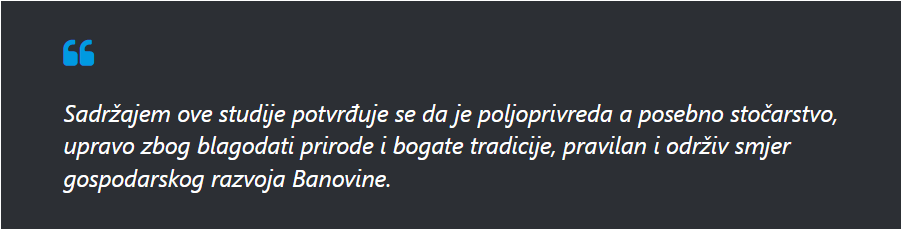 Sadržajem ove studije potvrđuje se da je poljoprivreda a posebno stočarstvo,
upravo zbog blagodati prirode i bogate tradicije, pravilan i održiv smjer
gospodarskog razvoja Banovine.